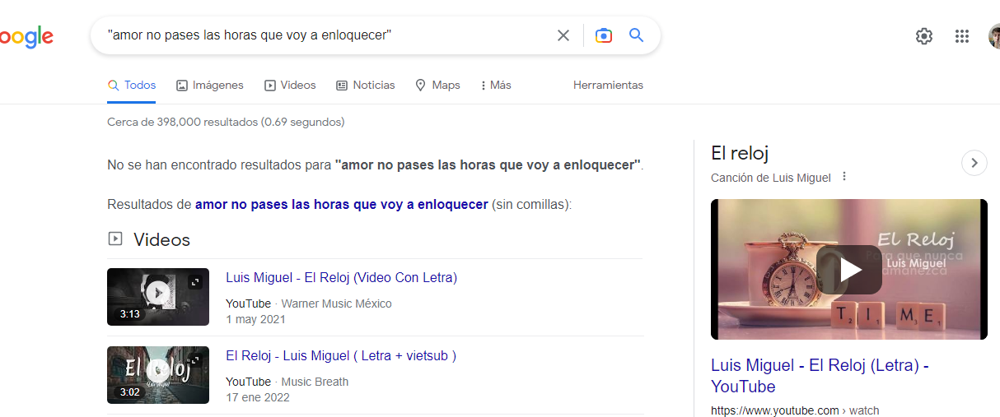 oogle
"amor no pases las horas que voy a enloquecer"
Todos
Imágenes
Videos
Noticias
Maps
Más
Herramientas
Cerca de 398,000 resultados (0.69 segundos)
No se han encontrado resultados para "amor no pases las horas que voy a enloquecer".
Resultados de amor no pases las horas que voy a enloquecer (sin comillas):
Videos
3:13
Luis Miguel - El Reloj (Video Con Letra)
YouTube · Warner Music México
1 may 2021
El Reloj
Luis Miguel
3:02
El Reloj - Luis Miguel ( Letra + vietsub )
YouTube · Music Breath
17 ene 2022
El reloj
Canción de Luis Miguel
El Reloj
Para que nunca
Luis Miguel
amanezca
TIME
Luis Miguel - El Reloj (Letra) -
YouTube
https://www.youtube.com › watch